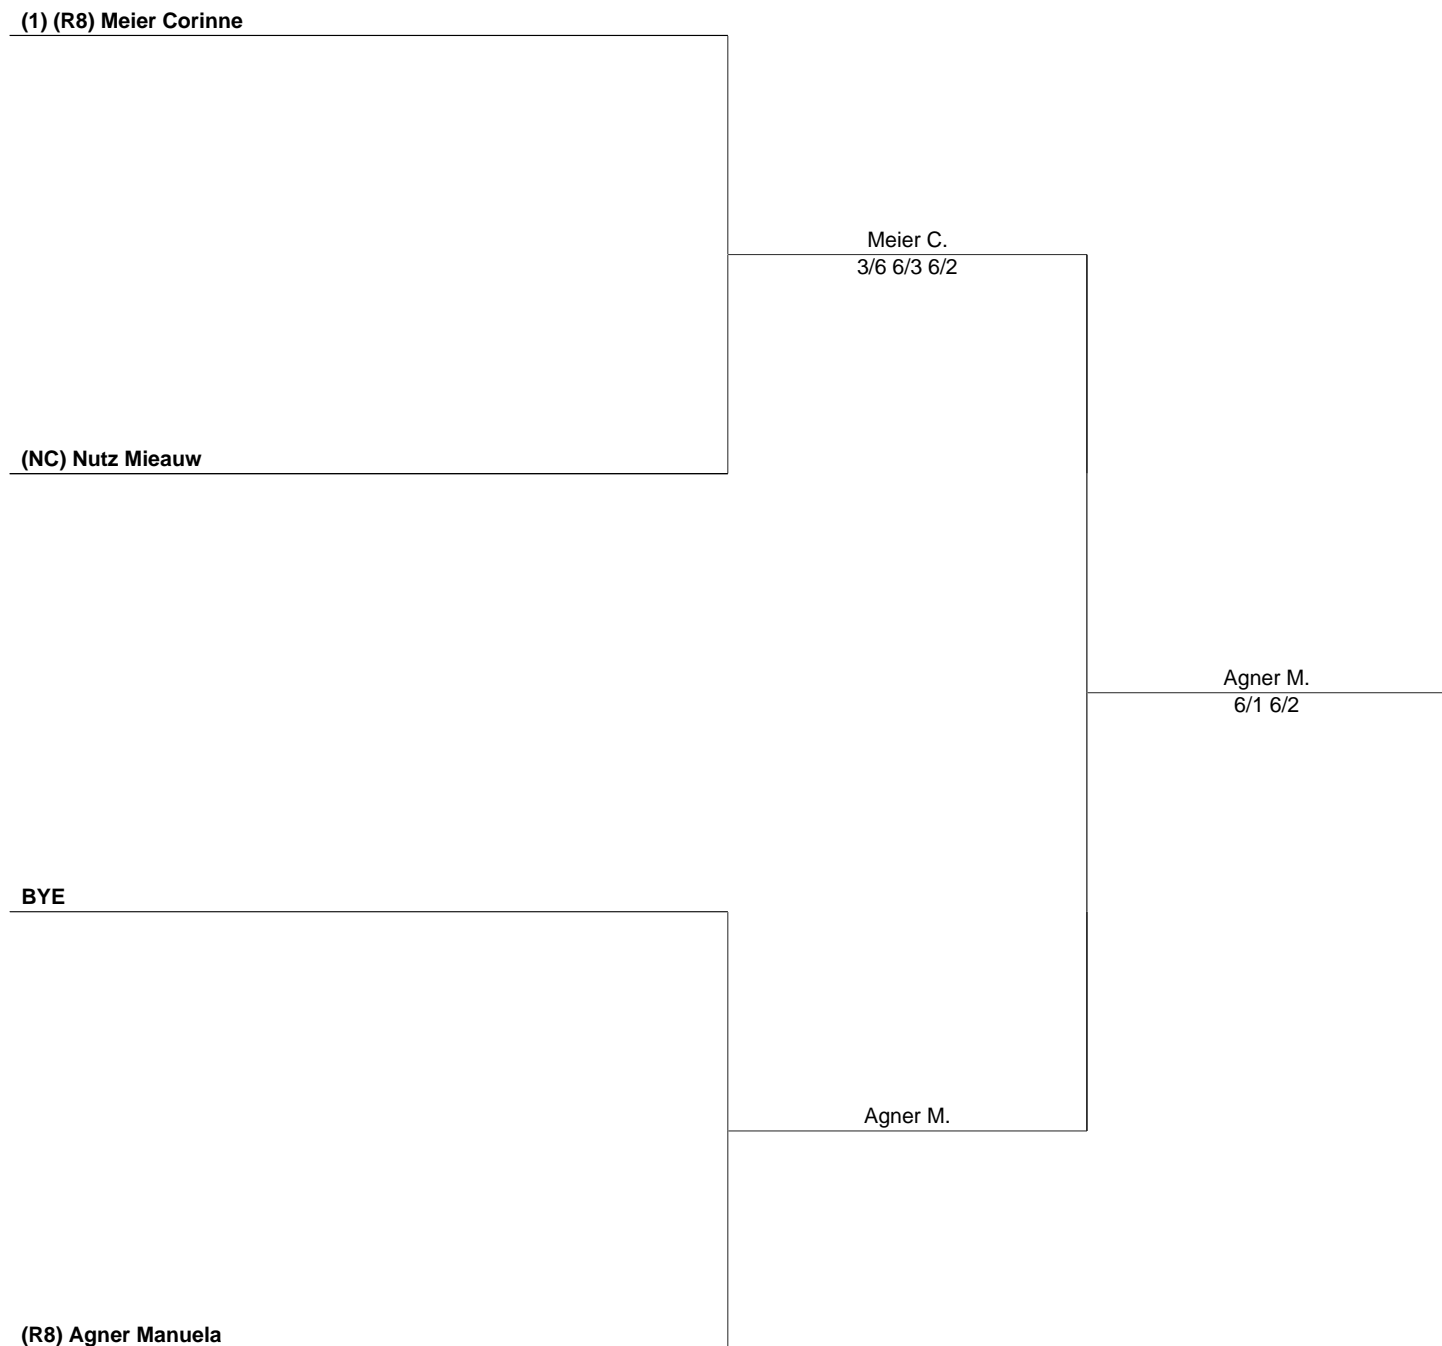 (1) (R8) Meier Corinne
Meier C.
3/6 6/3 6/2
(NC) Nutz Mieauw
Agner M.
6/1 6/2
BYE
Agner M.
(R8) Agner Manuela